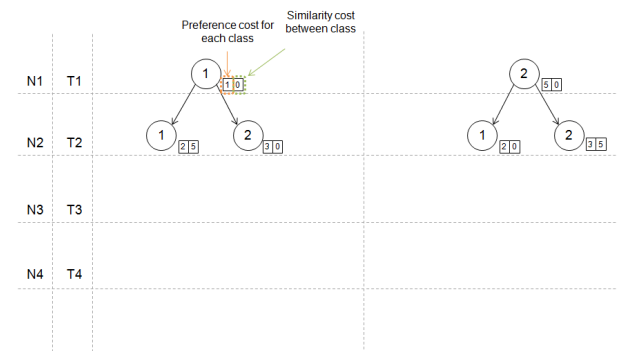 Preference cost for
each class
Similarity cost
between class
N1 T1 1 1 0 2 5 0
N2 T2 1 2 5 2 3 0 1 2 0 2 3 5
N3 T3
N4 T4